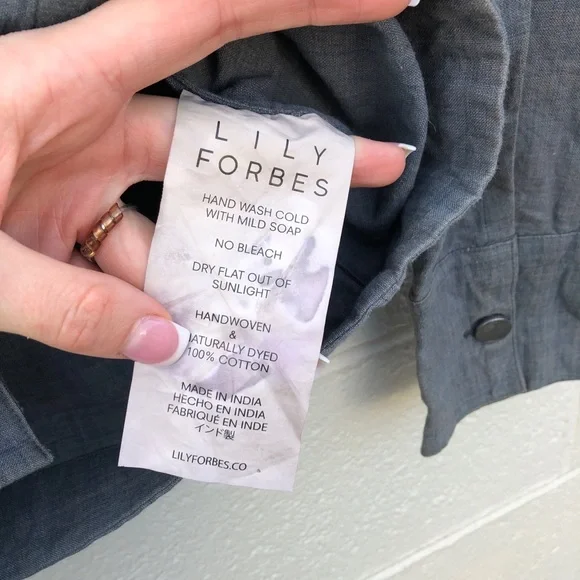 LILY
FORBES
HAND WASH COLD
WITH MILD SOAP
NO BLEACH
DRY FLAT OUT OF
SUNLIGHT
HANDWOVEN
&
NATURALLY DYED
100% COTTON
MADE IN INDIA
HECHO EN INDIA
FABRIQUÉ EN INDE
インド製
LILYFORBES.CO